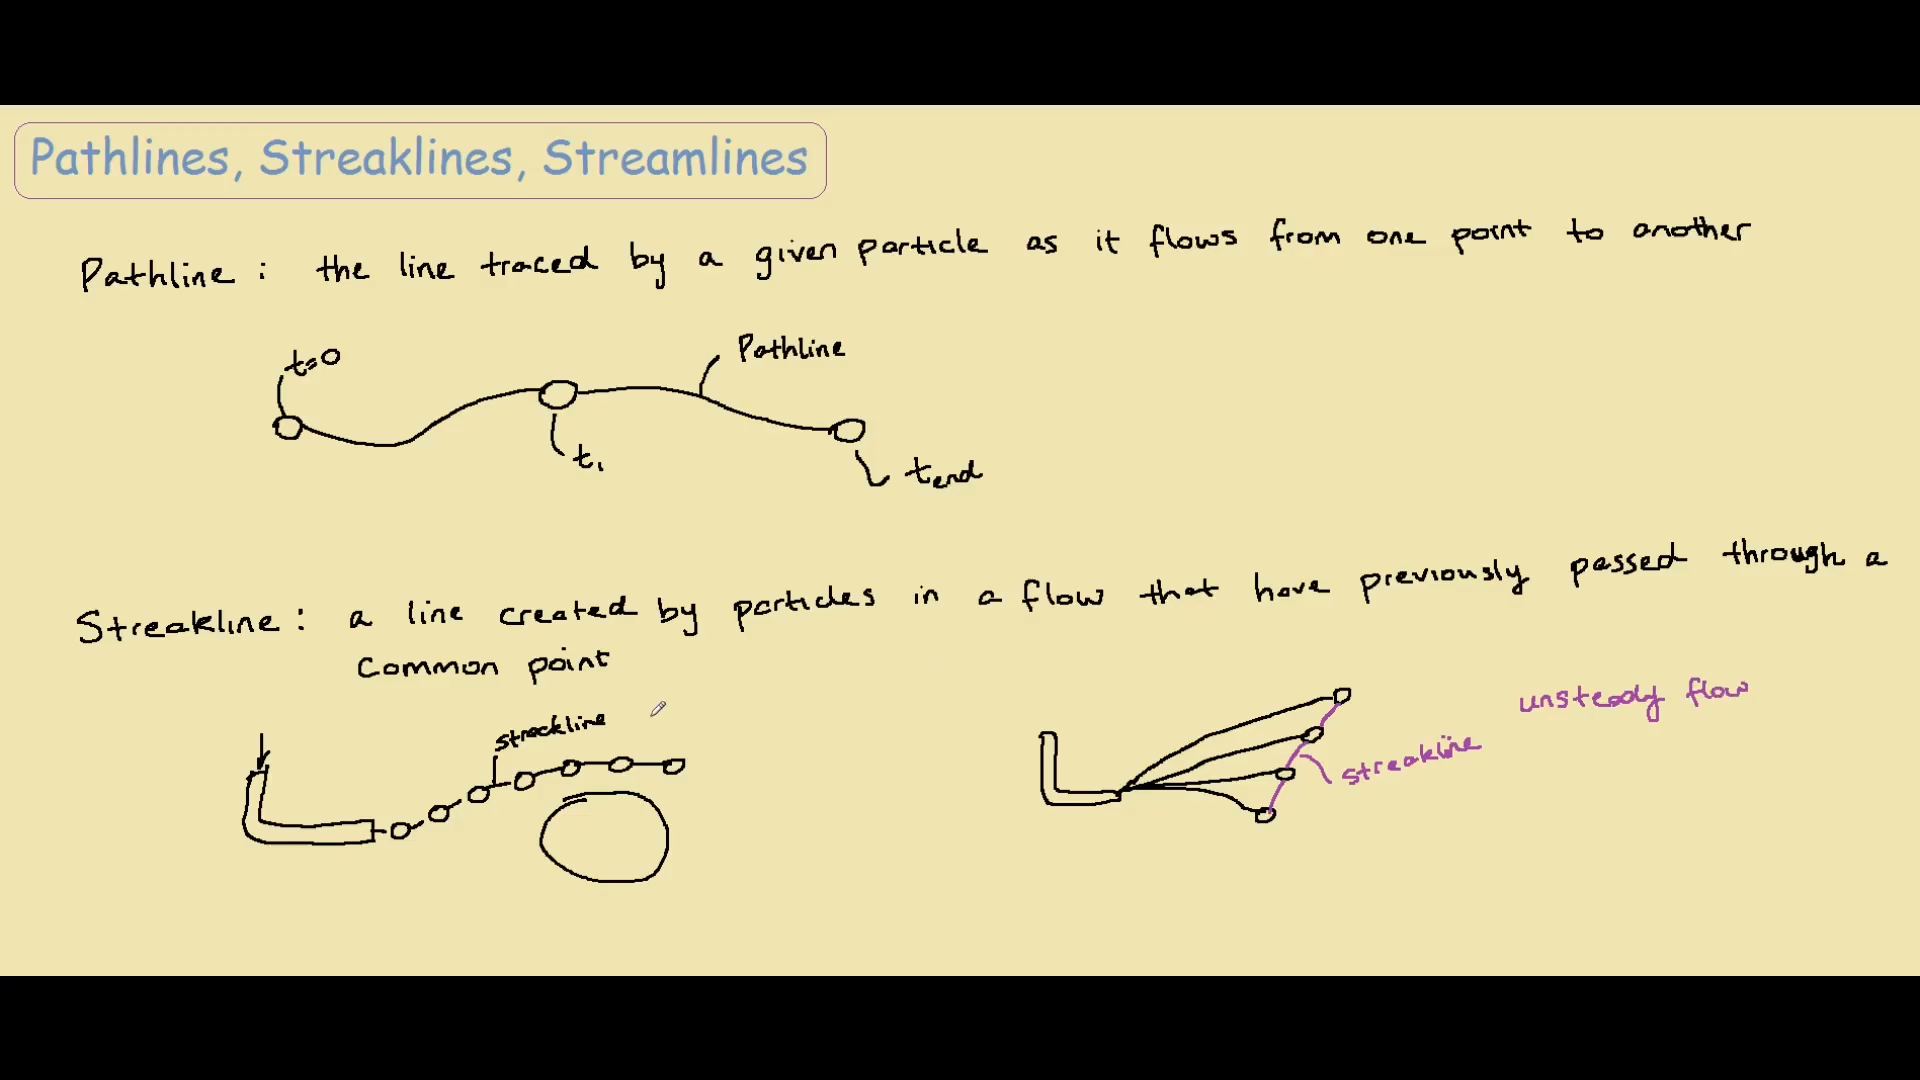 Pathlines, Streaklines, Streamlines
Pathline : the line traced by a given particle as it flows from one point to another
t=0
Pathline
t₁
tend
Streakline : a line created by particles in a flow that have previously passed through a
Common point
streakline
unsteady flow
streakline